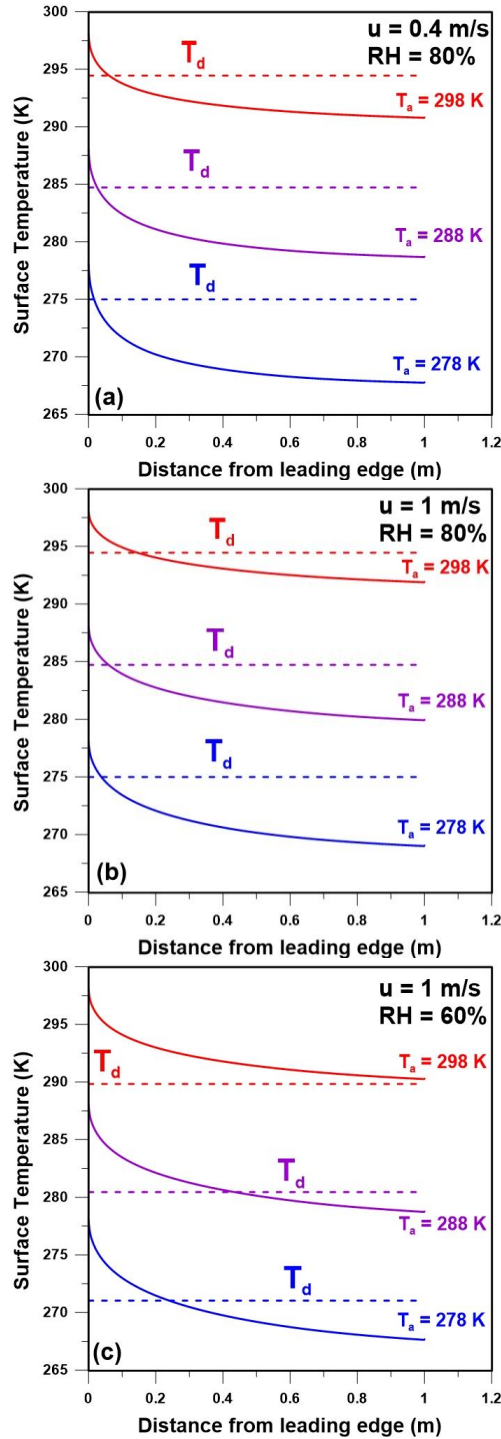 300
u = 0.4 m/s
RH = 80%
T_d
295
T_a = 298 K
290
T_d
285
T_a = 288 K
280
T_d
275
270
T_a = 278 K
265
(a)
0 0.2 0.4 0.6 0.8 1 1.2
Distance from leading edge (m)
Surface Temperature (K)
300
u = 1 m/s
RH = 80%
T_d
295
T_a = 298 K
290
T_d
285
T_a = 288 K
280
T_d
275
270
T_a = 278 K
265
(b)
0 0.2 0.4 0.6 0.8 1 1.2
Distance from leading edge (m)
Surface Temperature (K)
300
u = 1 m/s
RH = 60%
295
T_d
T_a = 298 K
290
285
T_d
280
T_a = 288 K
275
T_d
270
T_a = 278 K
265
(c)
0 0.2 0.4 0.6 0.8 1 1.2
Distance from leading edge (m)
Surface Temperature (K)